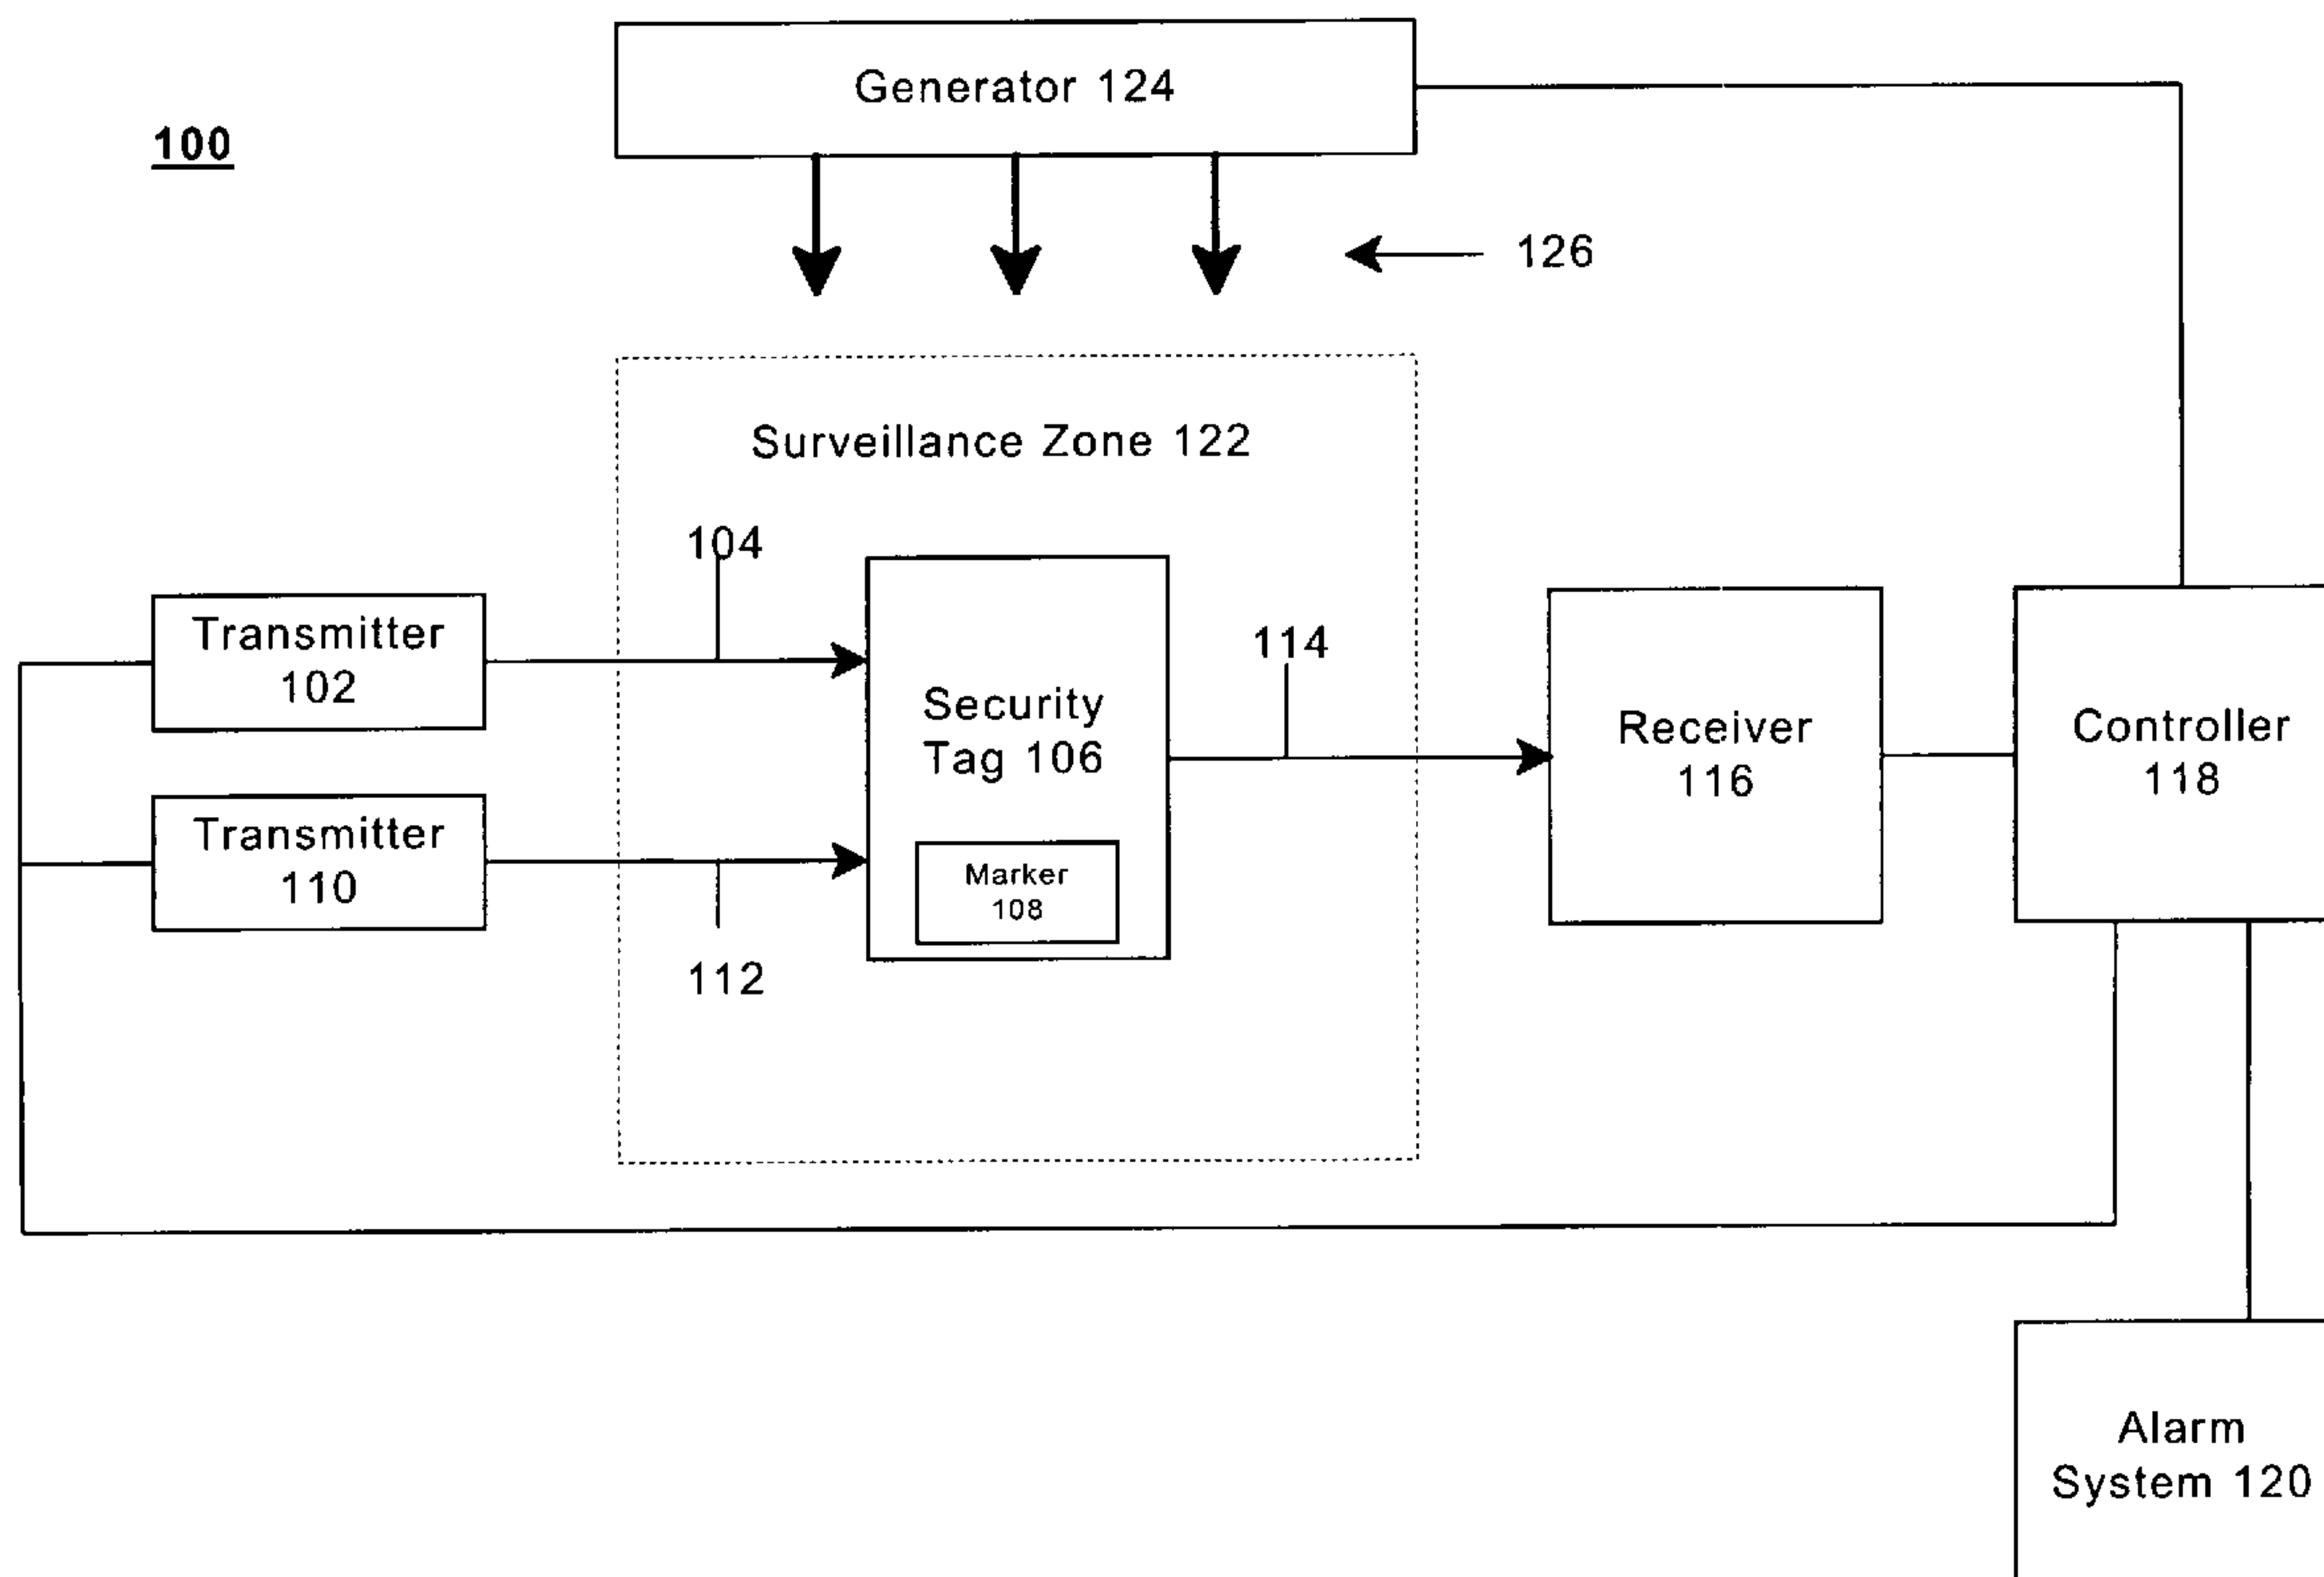 Generator 124
100
126
Surveillance Zone 122
104
Transmitter
102
114
Security
Tag 106
Receiver
116
Controller
118
Transmitter
110
Marker
108
112
Alarm
System 120